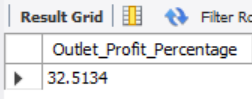 Result Grid Filter Ro
Outlet_Profit_Percentage
32.5134